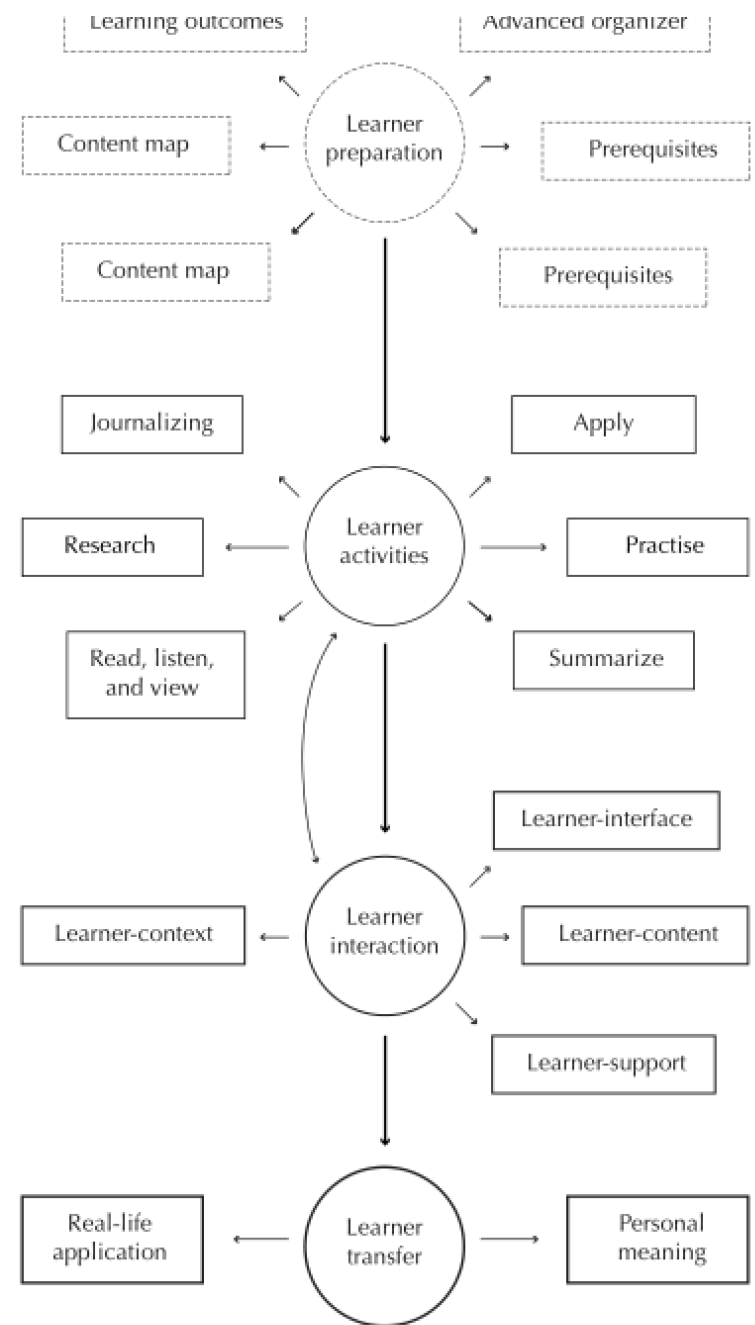 Learning outcomes
Advanced organizer
Learner
preparation
Content map
Prerequisites
Content map
Prerequisites
Journalizing
Apply
Learner
activities
Research
Practise
Read, listen,
and view
Summarize
Learner-interface
Learner
interaction
Learner-context
Learner-content
Learner-support
Real-life
application
Learner
transfer
Personal
meaning